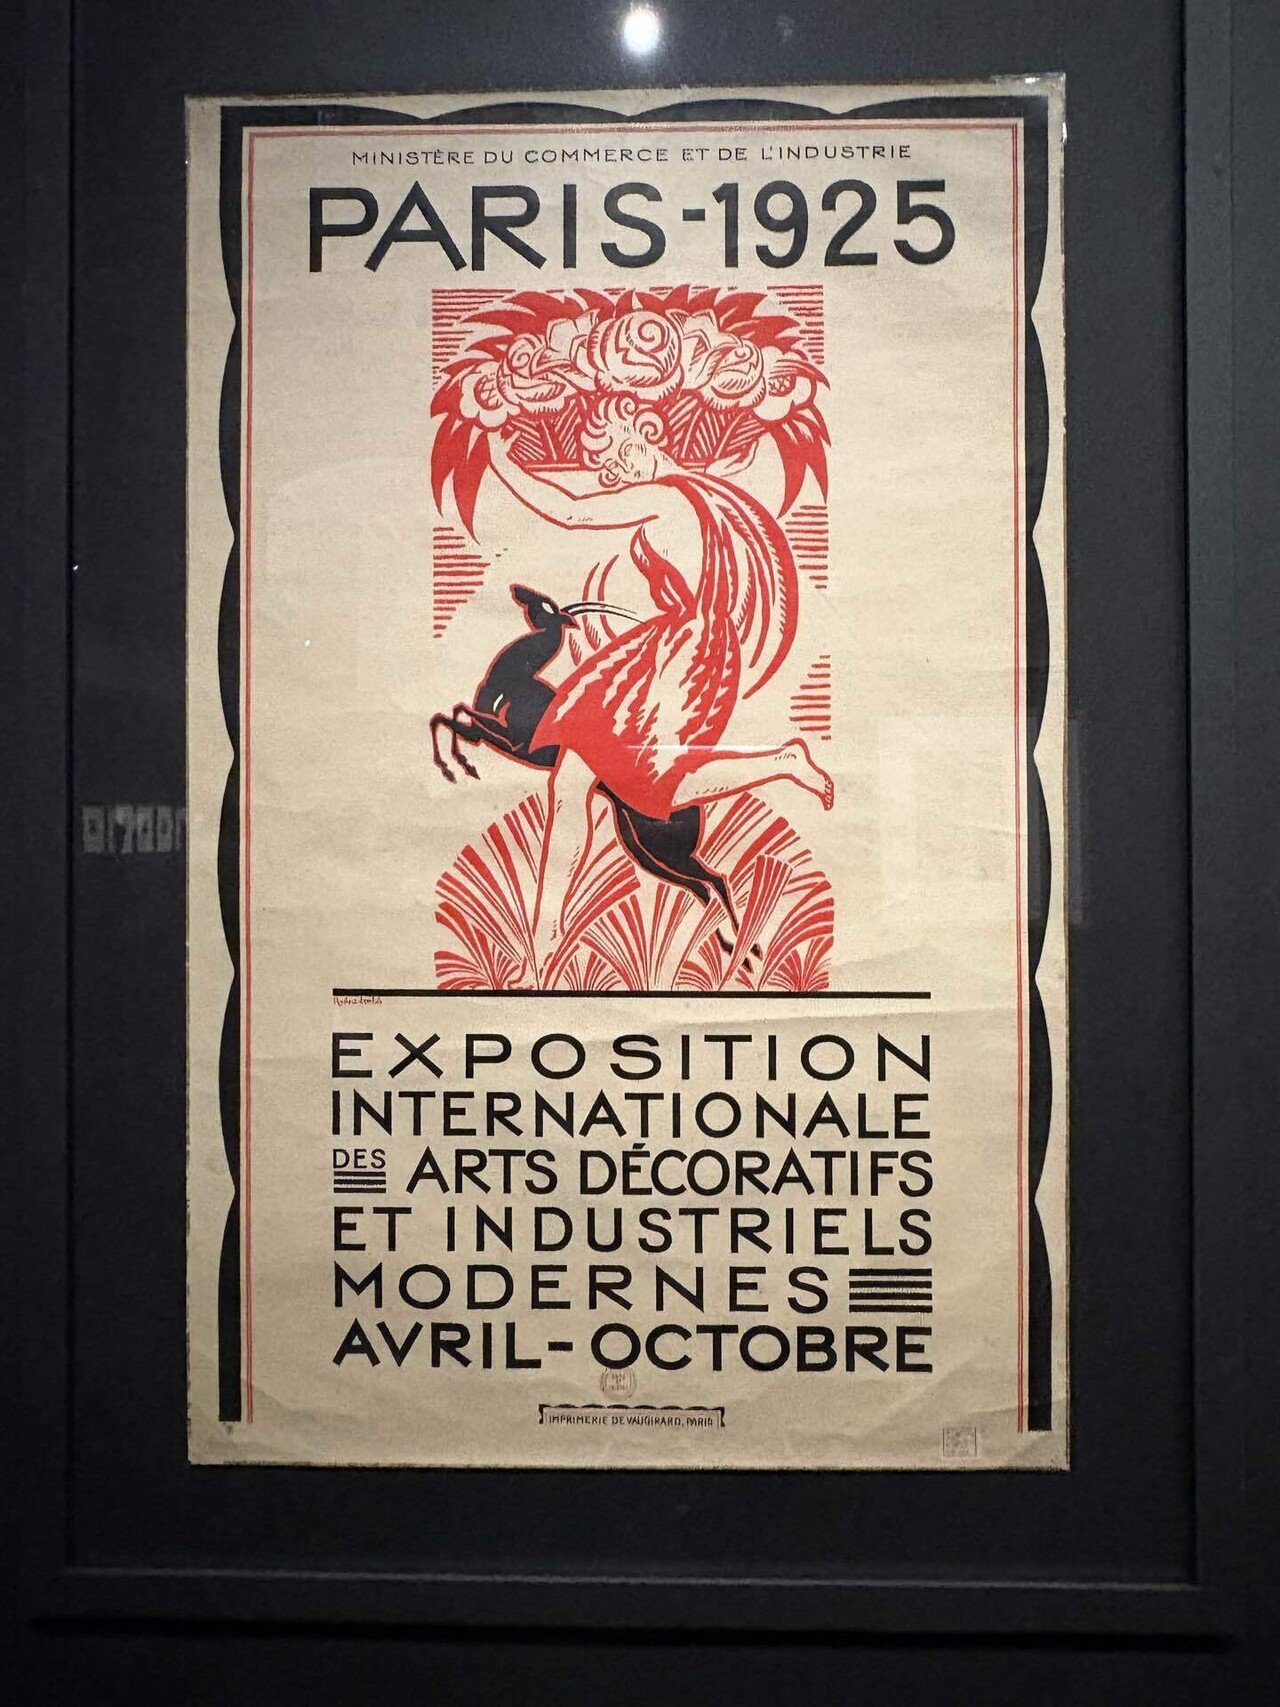 MINISTÈRE DU COMMERCE ET DE L'INDUSTRIE
PARIS-1925
EXPOSITION
INTERNATIONALE
DES ARTS DÉCORATIFS
ET INDUSTRIELS
MODERNES
AVRIL-OCTOBRE
IMPRIMERIE DE VAUGIRARD, PARIS